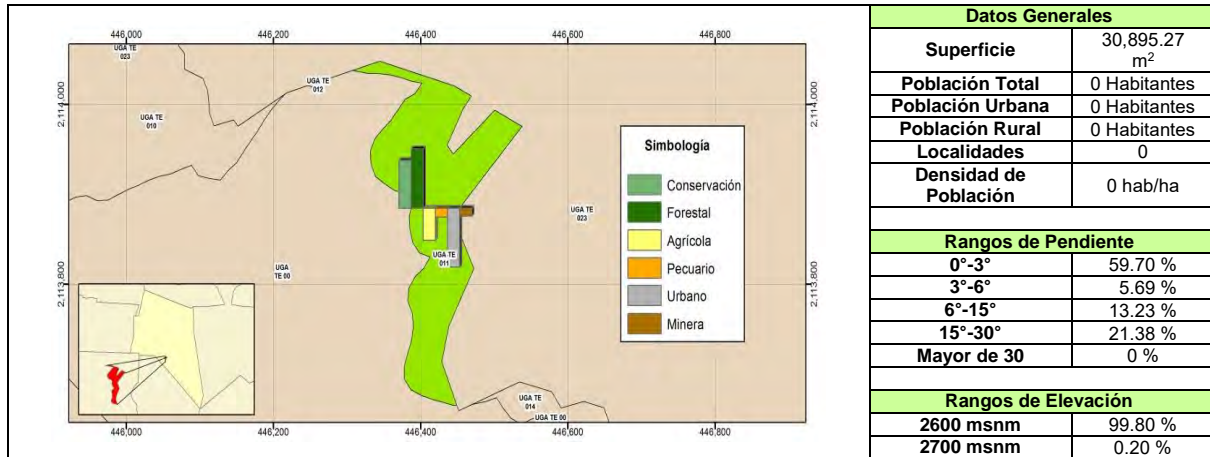 446,000 446,200 446,400 446,600 446,800
UGA TE
023
UGA TE
012
UGA TE
010
2,114,000
2,114,000
Simbología
Conservación
Forestal
Agrícola
Pecuario
Urbano
Minera
UGA TE
023
UGA TE
011
UGA
TE 00
2,113,800
2,113,800
UGA TE
014
UGA TE 00
446,000 446,200 446,400 446,600 446,800
Datos Generales
Superficie 30,895.27
m²
Población Total 0 Habitantes
Población Urbana 0 Habitantes
Población Rural 0 Habitantes
Localidades 0
Densidad de
Población 0 hab/ha
Rangos de Pendiente
0°-3° 59.70 %
3°-6° 5.69 %
6°-15° 13.23 %
15°-30° 21.38 %
Mayor de 30 0 %
Rangos de Elevación
2600 msnm 99.80 %
2700 msnm 0.20 %